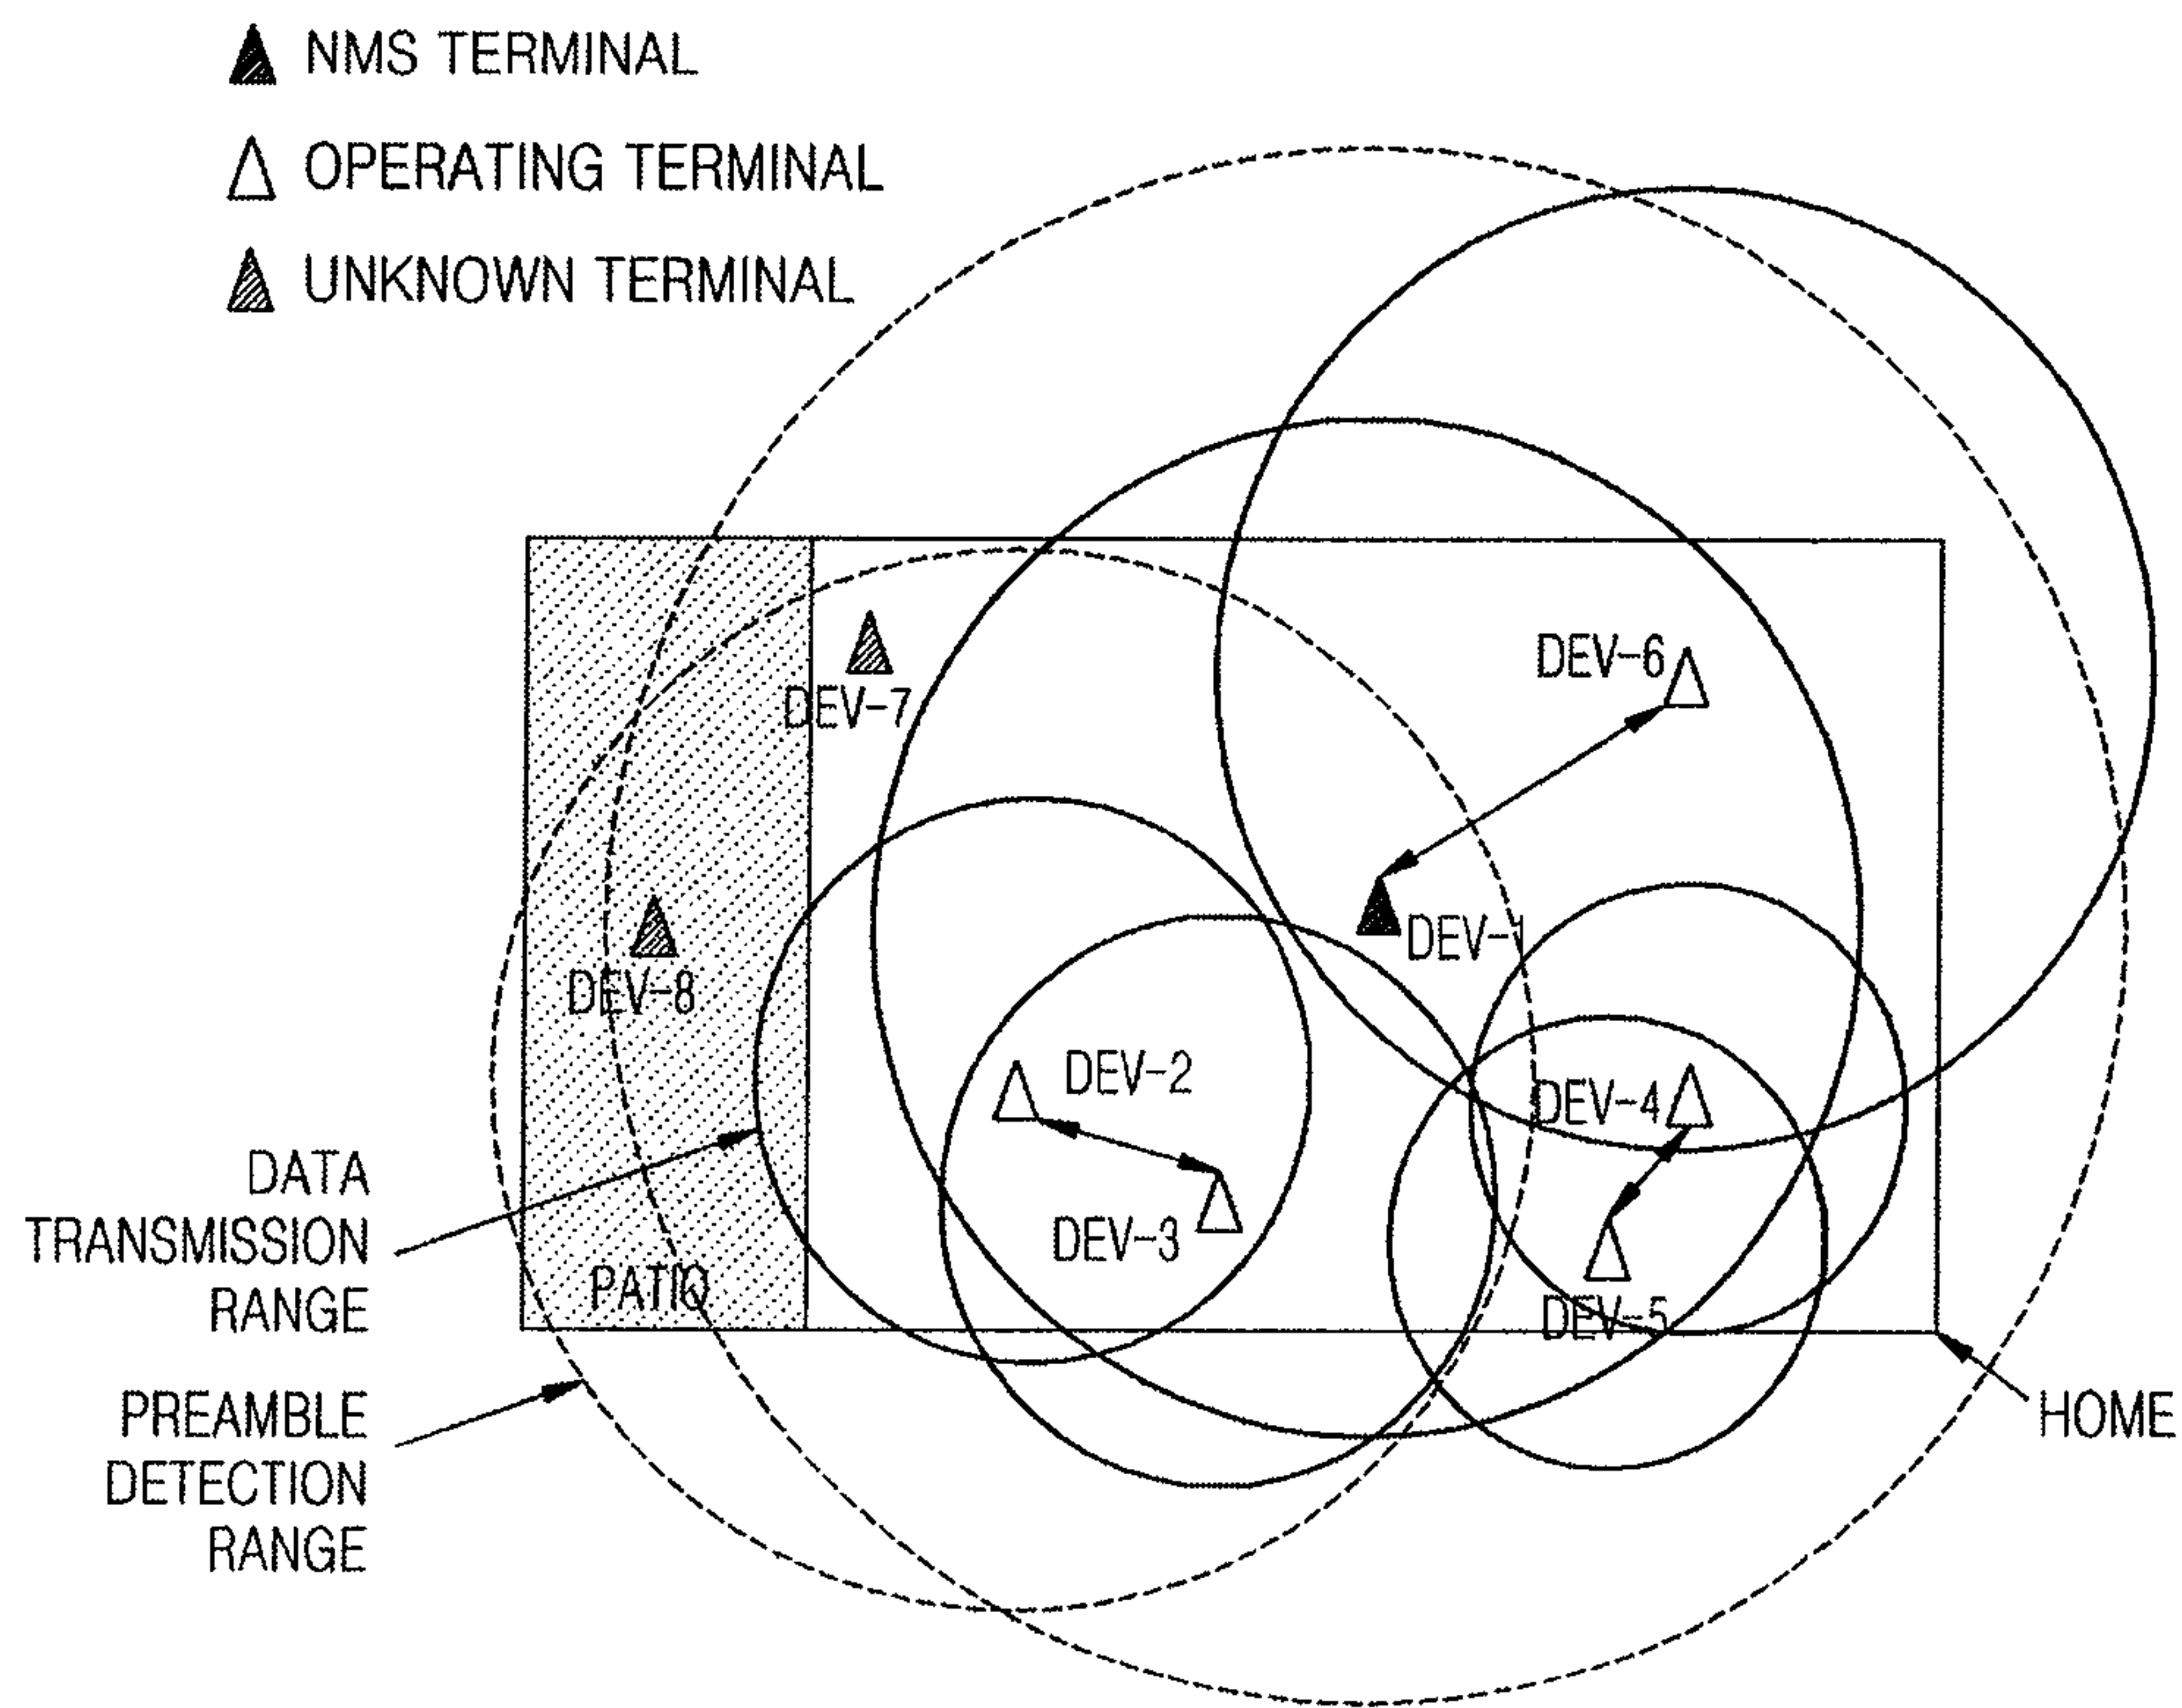 NMS TERMINAL
OPERATING TERMINAL
UNKNOWN TERMINAL
DEV-6
DEV-7
DEV-1
DEV-8
DEV-2
DEV-4
DEV-3
DATA
TRANSMISSION
RANGE
PATIO
DEV-5
PREAMBLE
DETECTION
RANGE
HOME